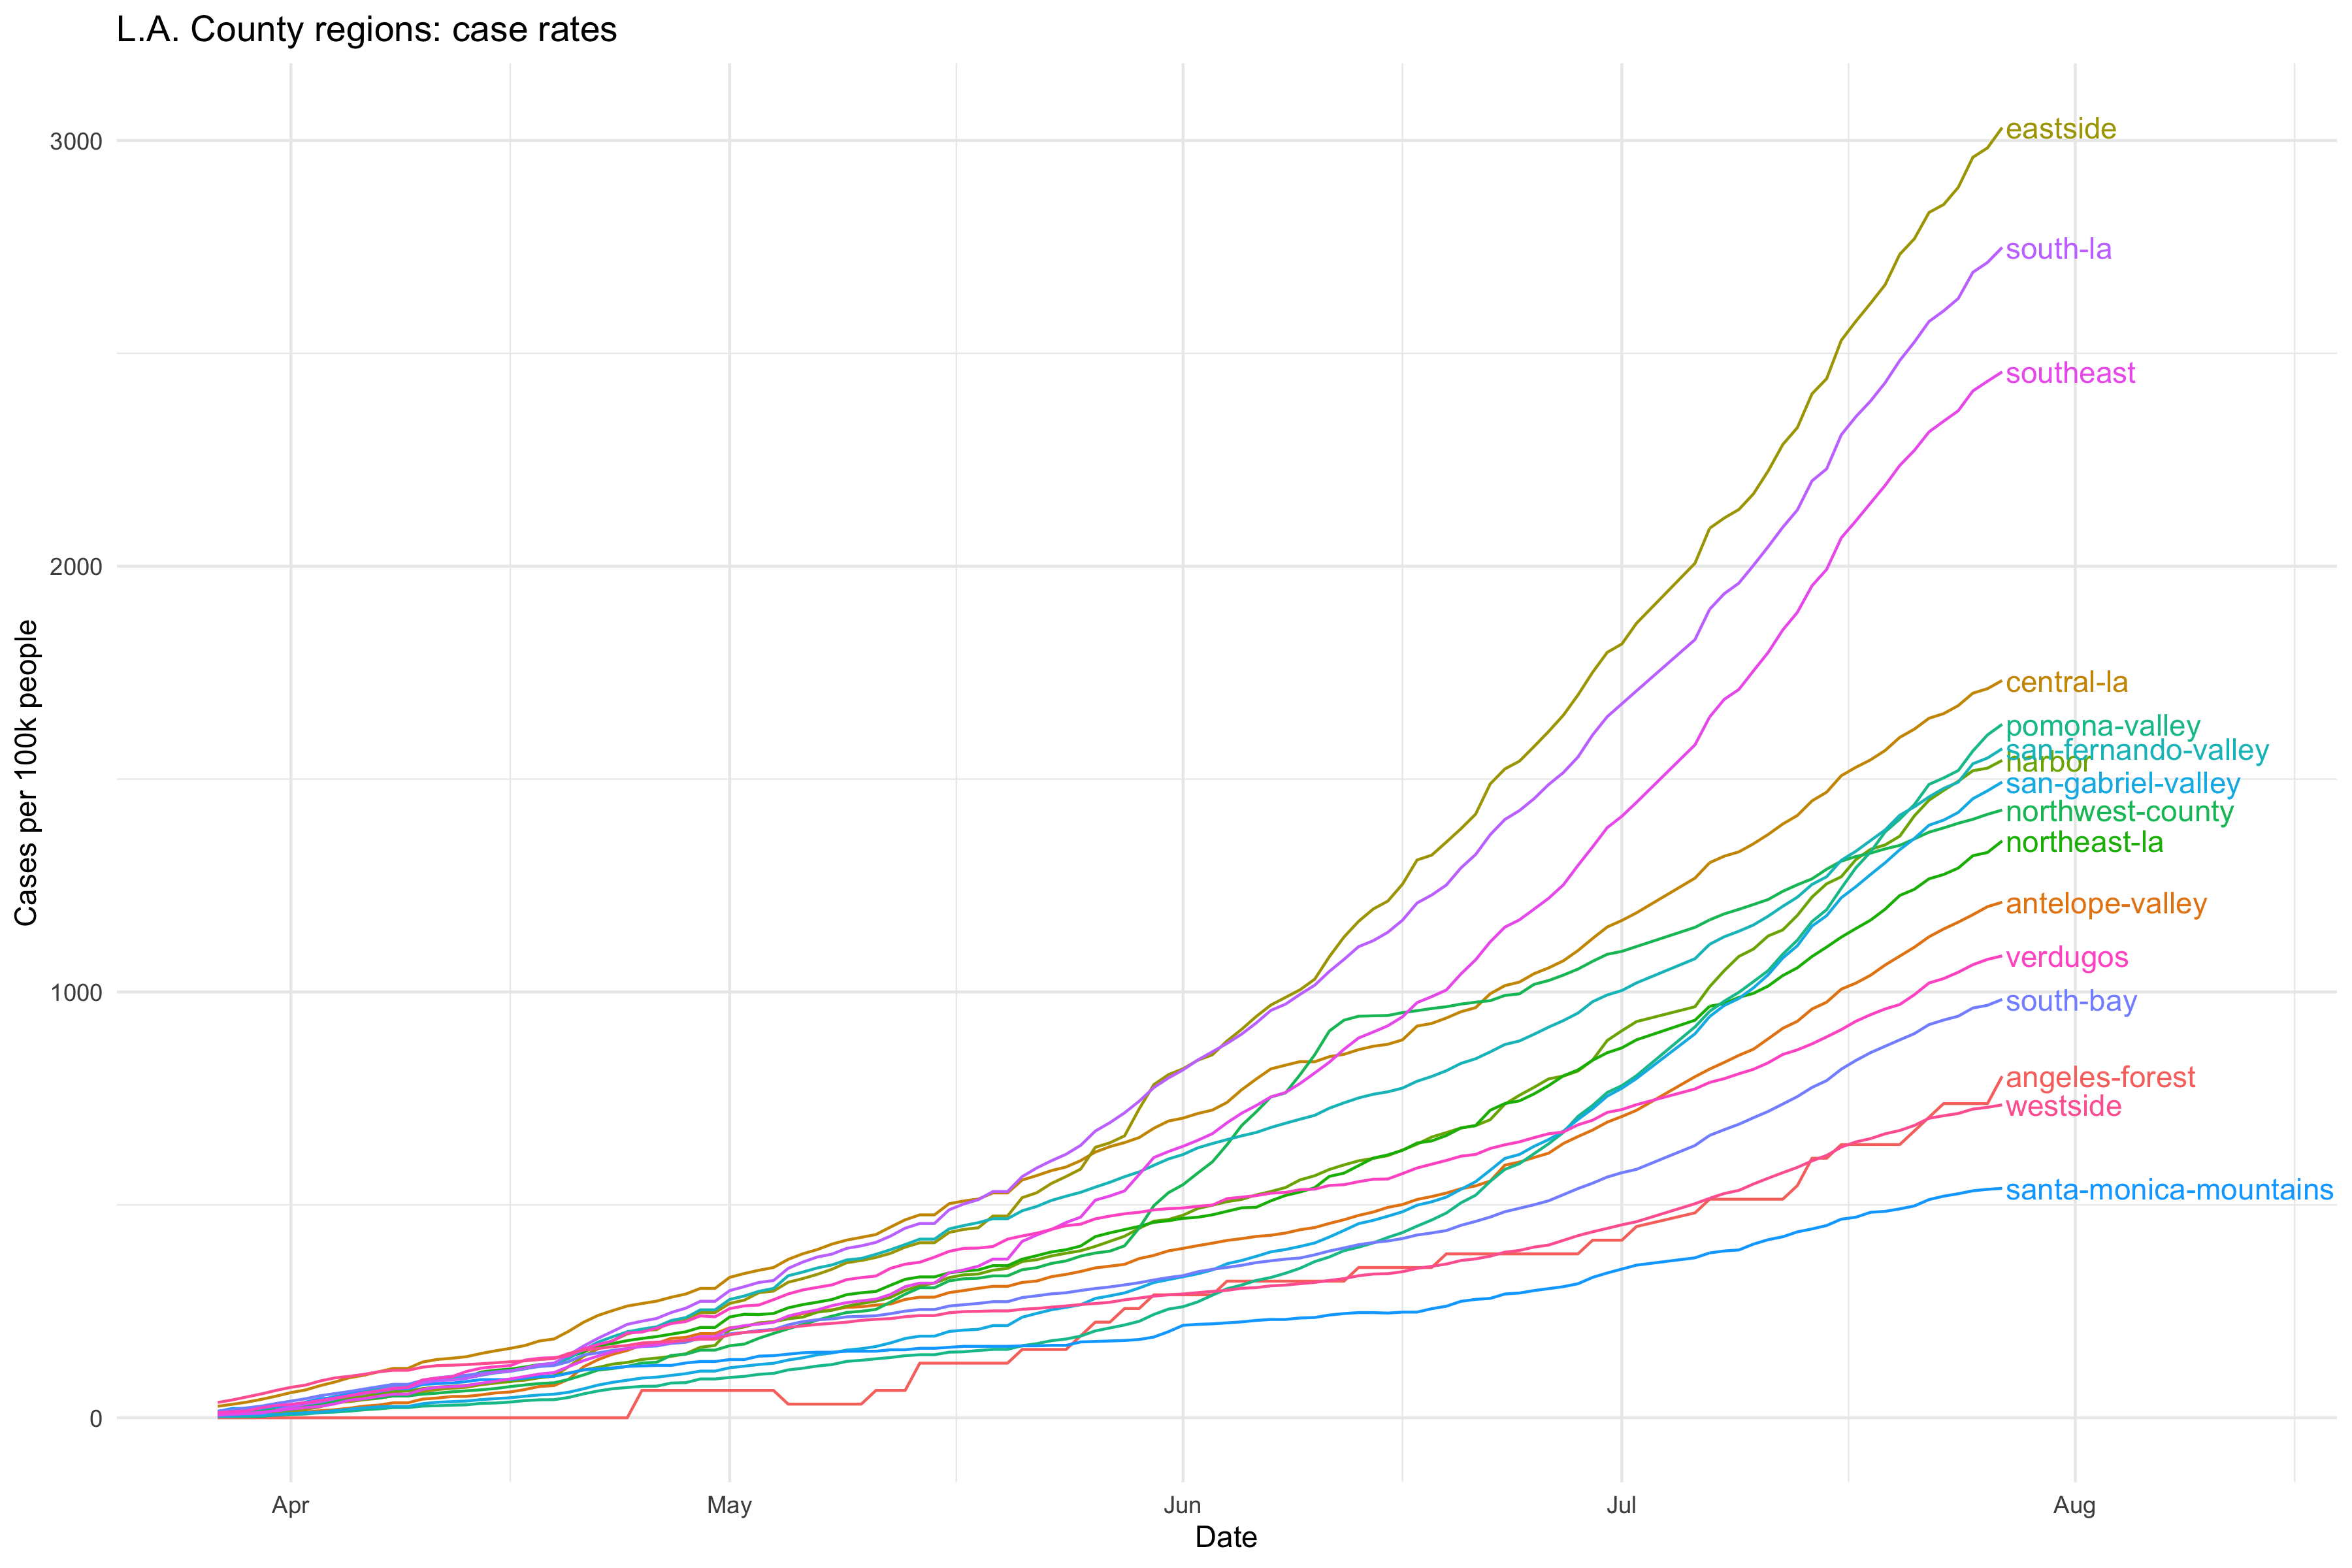 L.A. County regions: case rates
Cases per 100k people
3000
2000
1000
0
eastside
south-la
southeast
central-la
pomona-valley
san-fernando-valley
harbor
san-gabriel-valley
northwest-county
northeast-la
antelope-valley
verdugos
south-bay
angeles-forest
westside
santa-monica-mountains
Apr
May
Jun
Jul
Aug
Date